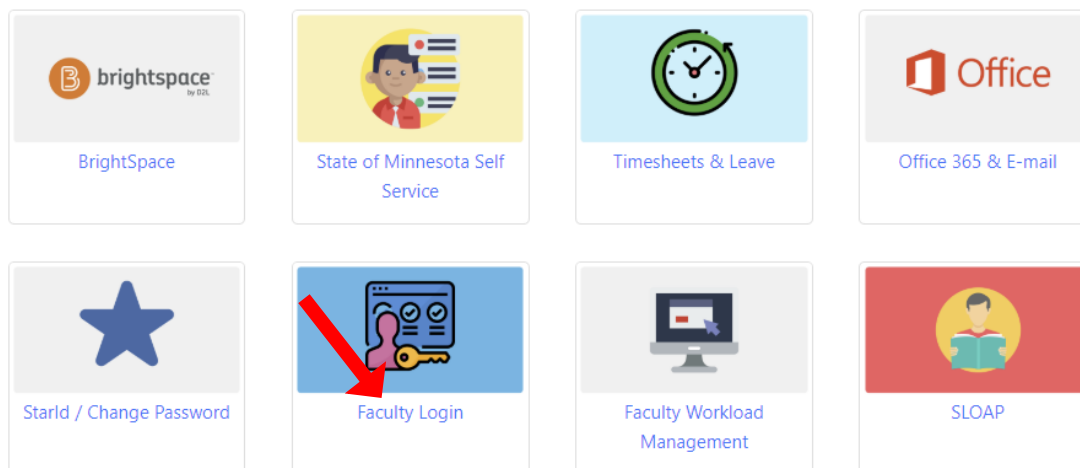 brightspace
by D2L
Office
BrightSpace
State of Minnesota Self
Service
Timesheets & Leave
Office 365 & E-mail
StarId / Change Password
Faculty Login
Faculty Workload
Management
SLOAP